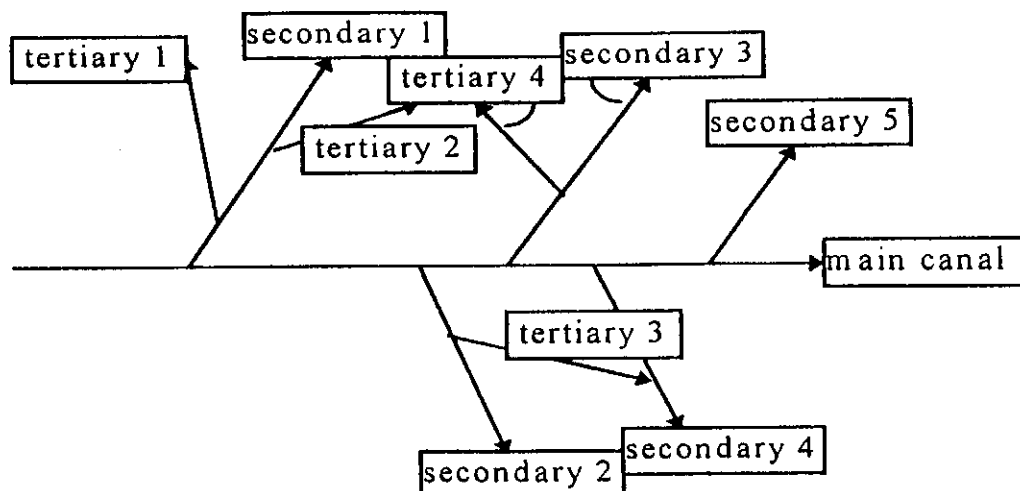 secondary 1
tertiary 1
tertiary 4
secondary 3
tertiary 2
secondary 5
main canal
tertiary 3
secondary 2
secondary 4